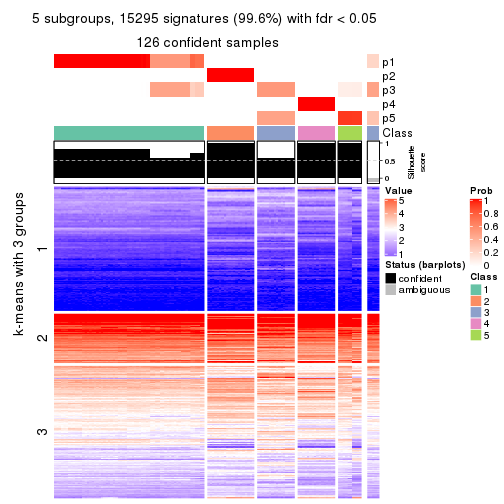 5 subgroups, 15295 signatures (99.6%) with fdr < 0.05
126 confident samples
p1
p2
p3
p4
p5
Class
1
0.5
0
Silhouette
score
k-means with 3 groups
1
2
3
Value
5
4
3
2
1
Status (barplots)
confident
ambiguous
Prob
1
0.8
0.6
0.4
0.2
0
Class
1
2
3
4
5